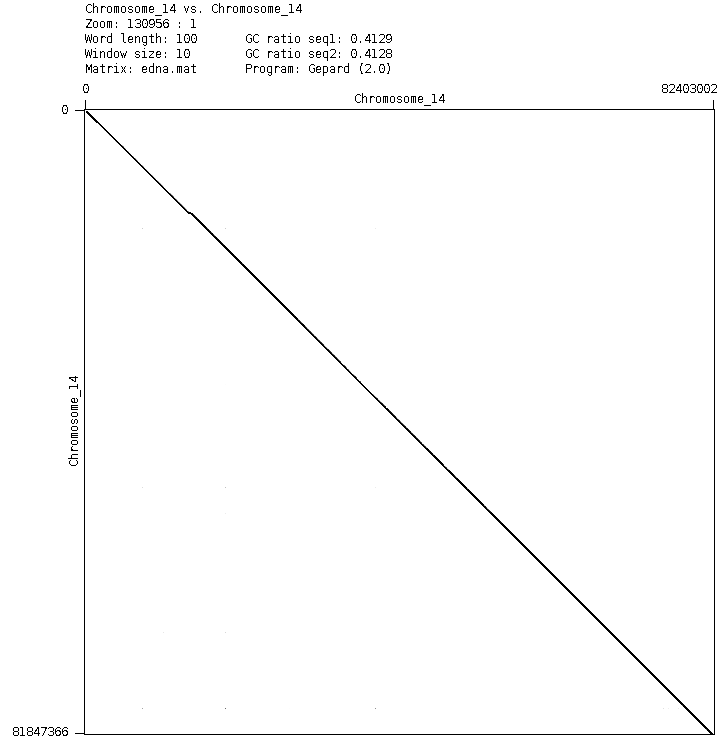 Chromosome_14 vs. Chromosome_14
Zoom: 130956 : 1
Word length: 100 GC ratio seq1: 0.4129
Window size: 10 GC ratio seq2: 0.4128
Matrix: edna.mat Program: Gepard (2.0)
0 82403002
Chromosome_14
0
Chromosome_14
81847366